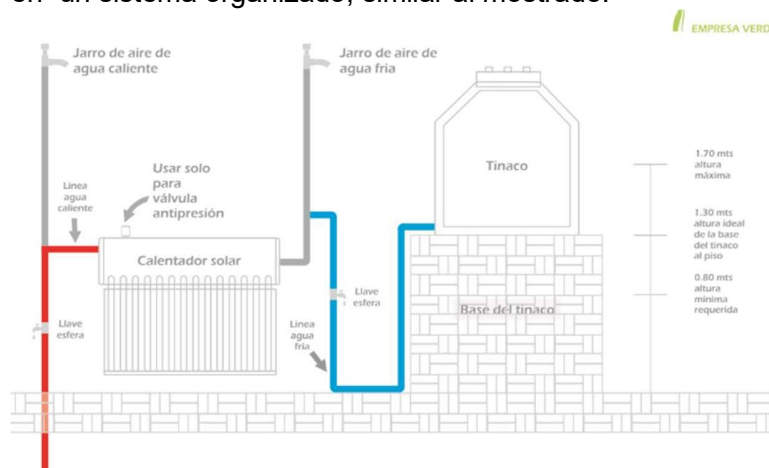 en un sistema organizado, similar al mostrado.
EMPRESA VERD
Jarro de aire de
agua caliente
Jarro de aire de
agua fria
Usar solo
para
válvula
antipresión
Línea
agua
caliente
Calentador solar
Llave
esfera
Llave
esfera
Línea
agua
fria
Tinaco
Base del tinaco
1.70 mts
altura
máxima
1.30 mts
altura ideal
de la base
del tinaco
al piso
0.80 mts
altura
mínima
requerida